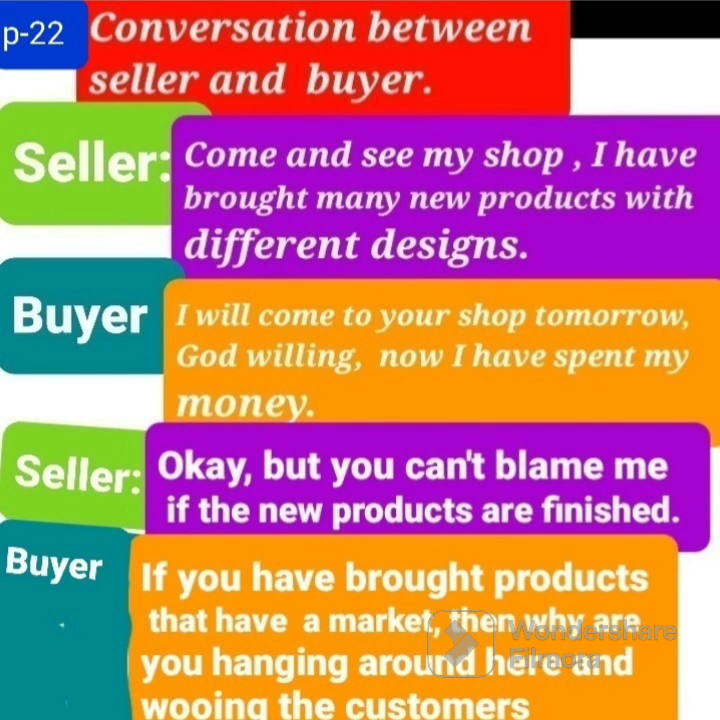 p-22
Conversation between
seller and buyer.
Seller:
Come and see my shop , I have
brought many new products with
different designs.
Buyer
I will come to your shop tomorrow,
God willing, now I have spent my
money.
Seller:
Okay, but you can't blame me
if the new products are finished.
Buyer
If you have brought products
that have a market, then why are
you hanging around here and
wooing the customers
Wondershare
Filmora